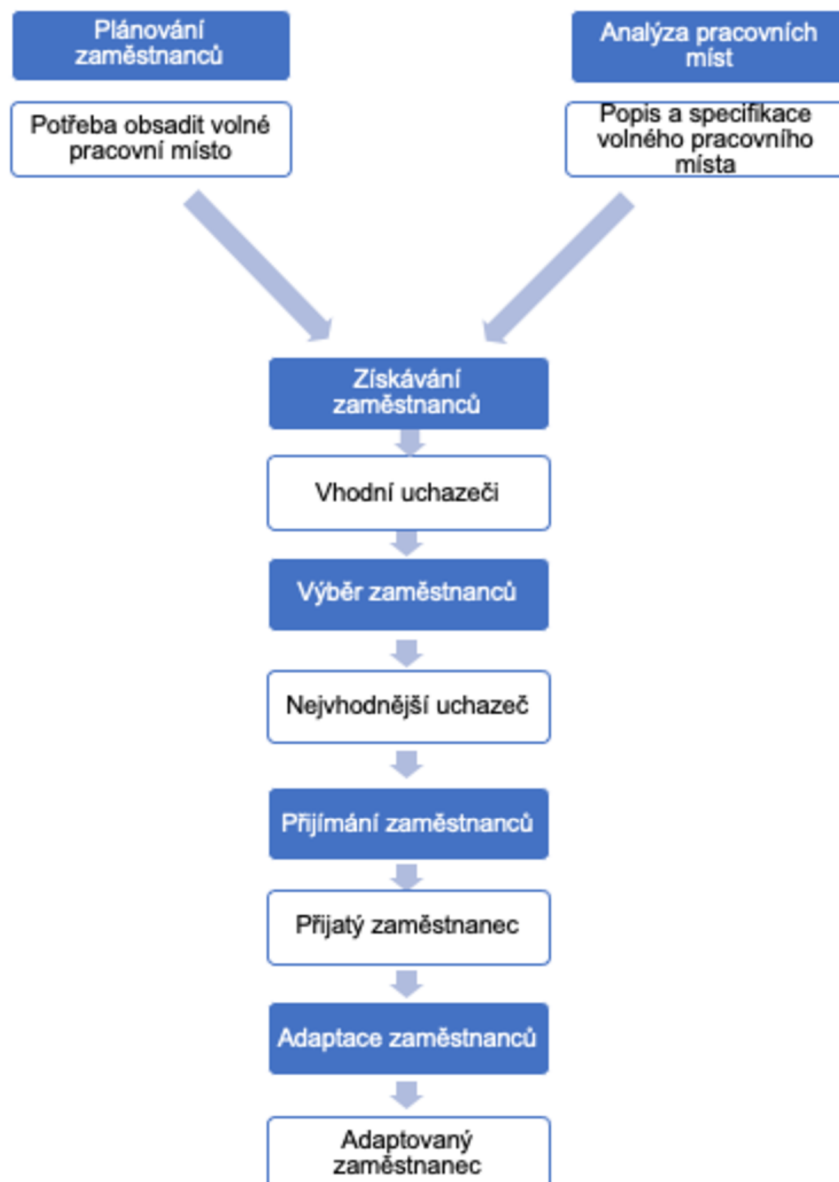 Plánování
zaměstnanců
Potřeba obsadit volné
pracovní místo
Analýza pracovních
míst
Popis a specifikace
volného pracovního
místa
Získávání
zaměstnanců
Vhodní uchazeči
Výběr zaměstnanců
Nejvhodnější uchazeč
Přijímání zaměstnanců
Přijatý zaměstnanec
Adaptace zaměstnanců
Adaptovaný
zaměstnanec